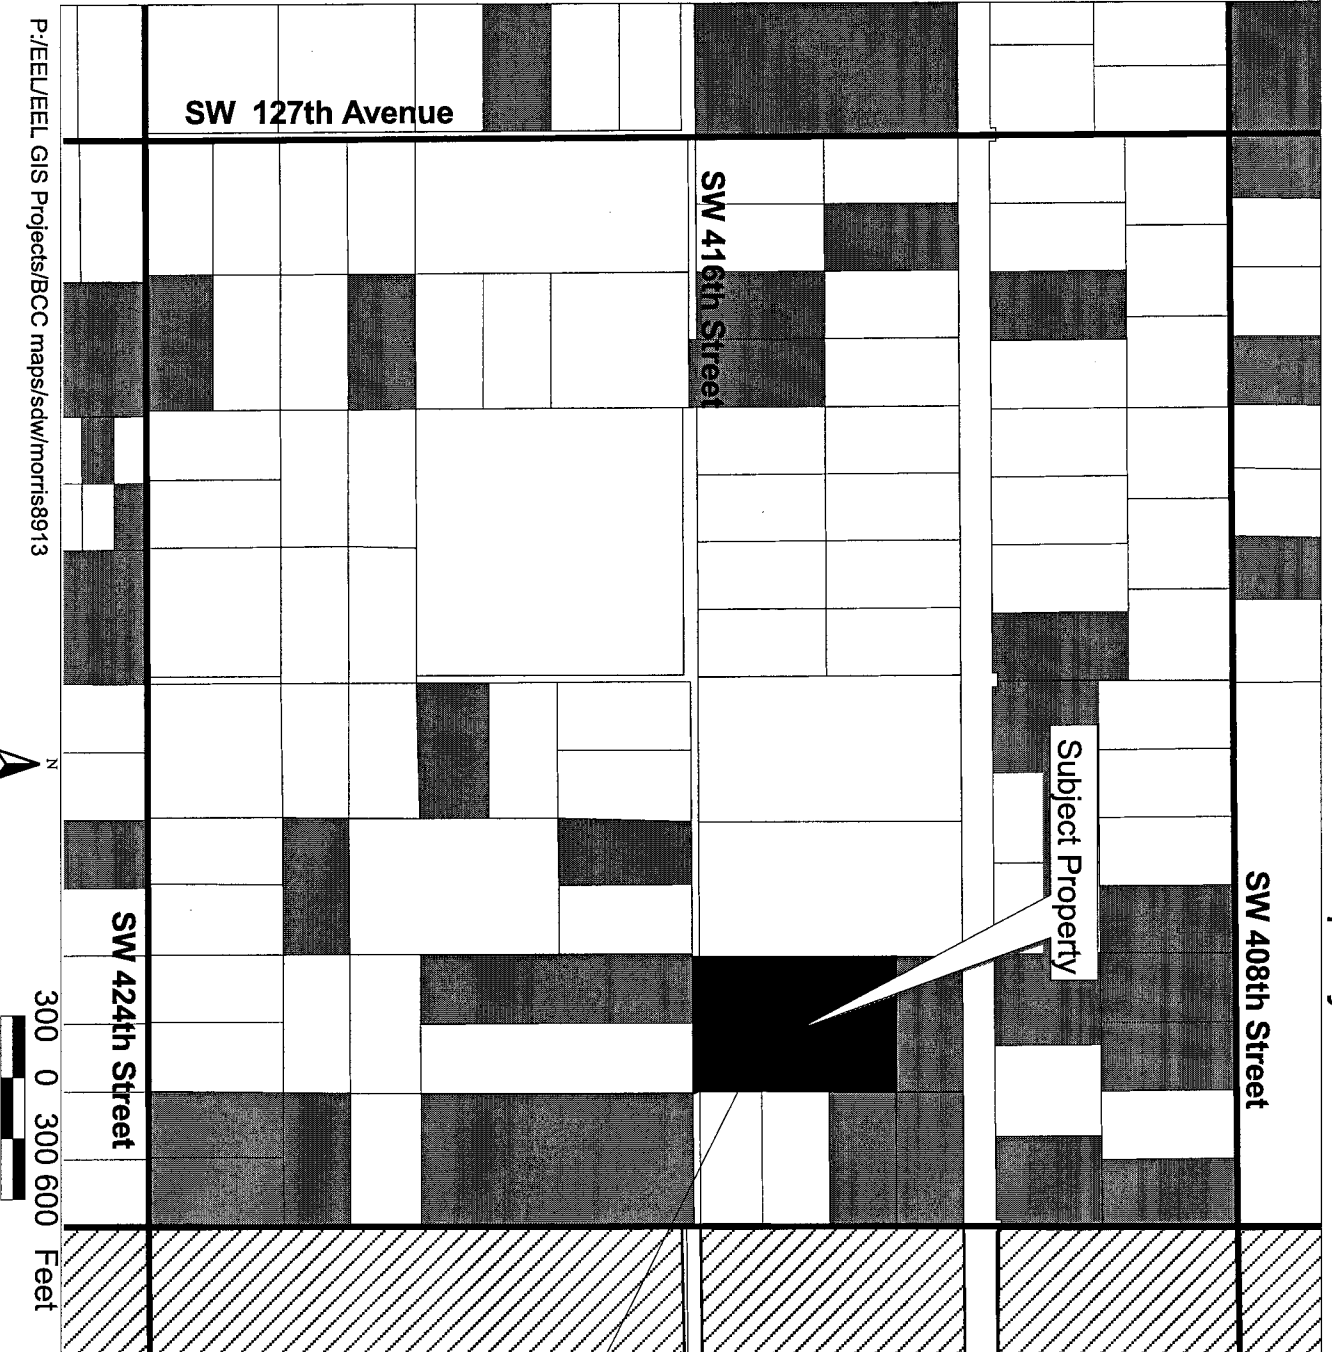 SW 127th Avenue
SW 416th Street
Subject Property
SW 408th Street
SW 424th Street
N
300 0 300 600 Feet
P:/EEL/EEL GIS Projects/BCC maps/sdw/morris8913